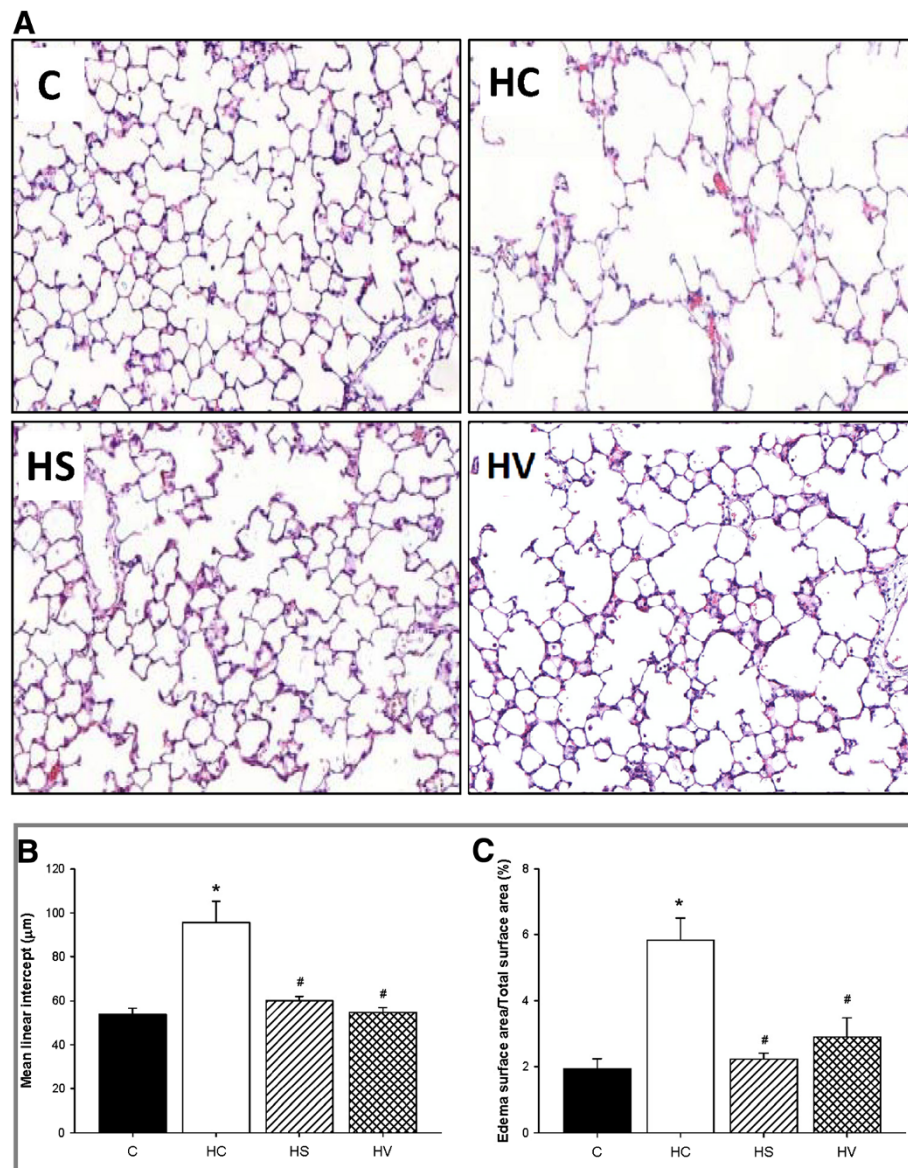 A
C
HC
HS
HV
B
Mean linear intercept (µm)
120
100
80
60
40
20
0
*
#
#
C
HC
HS
HV
C
Edema surface area/Total surface area (%)
8
6
4
2
0
*
#
#
C
HC
HS
HV